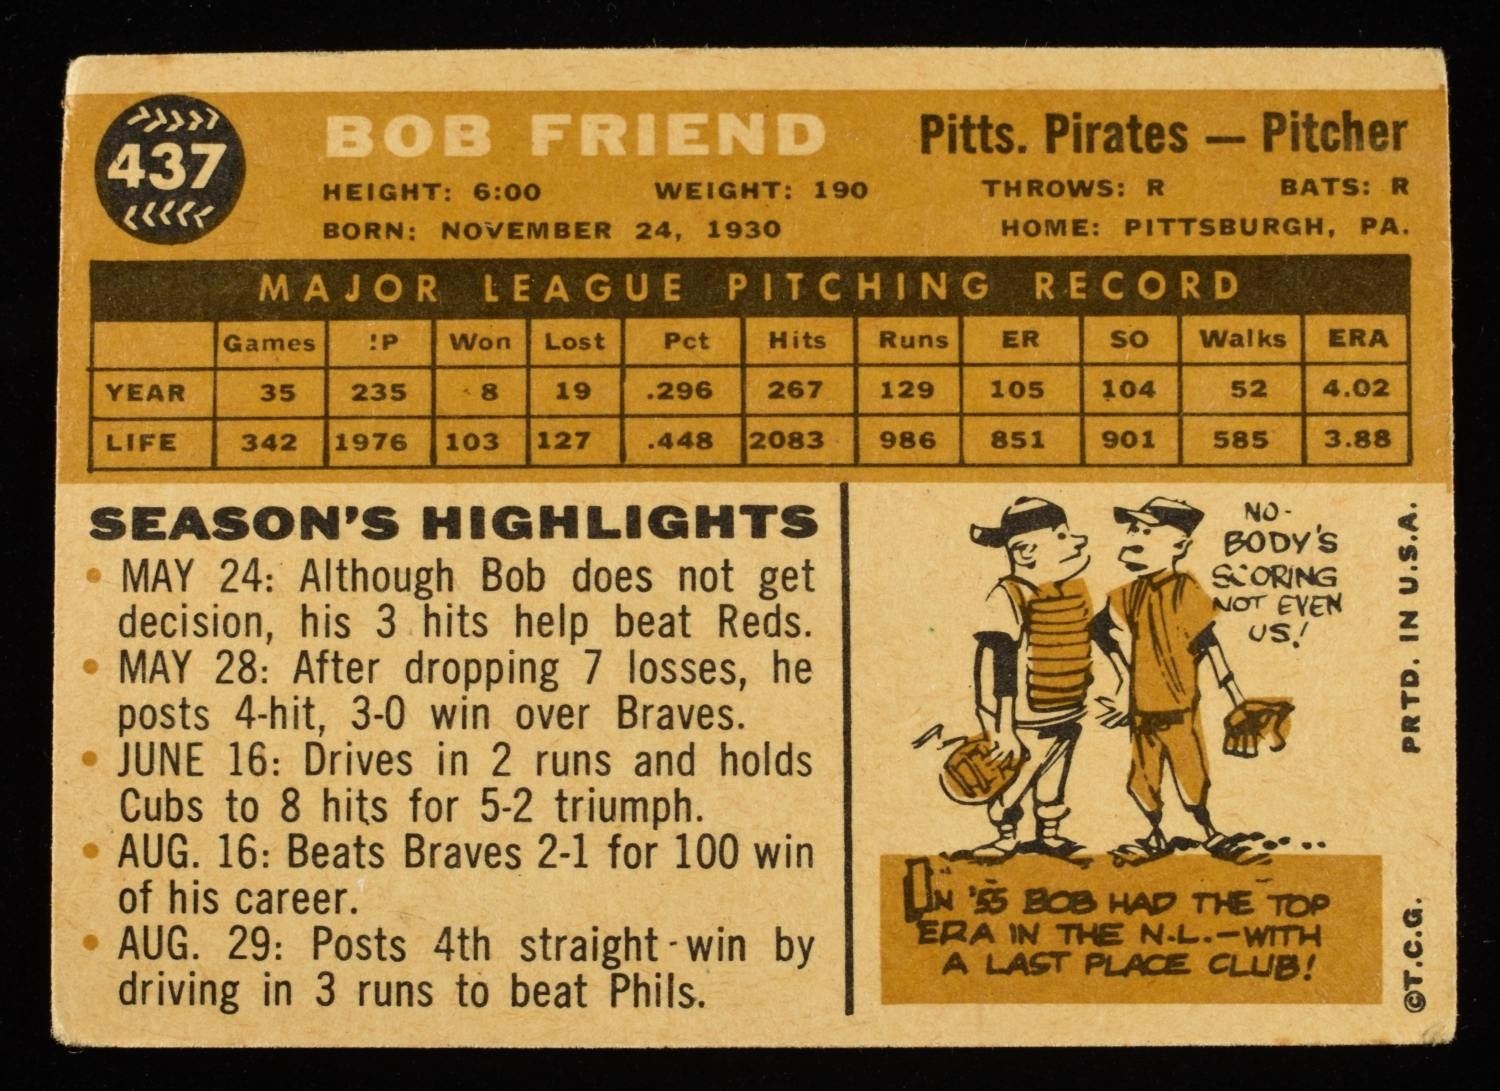 437
BOB FRIEND
Pitts. Pirates — Pitcher
HEIGHT: 6:00 WEIGHT: 190 THROWS: R BATS: R
BORN: NOVEMBER 24, 1930 HOME: PITTSBURGH, PA.
MAJOR LEAGUE PITCHING RECORD
Games IP Won Lost Pct Hits Runs ER SO Walks ERA
YEAR 35 235 8 19 .296 267 129 105 104 52 4.02
LIFE 342 1976 103 127 .448 2083 986 851 901 585 3.88
SEASON'S HIGHLIGHTS
• MAY 24: Although Bob does not get
decision, his 3 hits help beat Reds.
• MAY 28: After dropping 7 losses, he
posts 4-hit, 3-0 win over Braves.
• JUNE 16: Drives in 2 runs and holds
Cubs to 8 hits for 5-2 triumph.
• AUG. 16: Beats Braves 2-1 for 100 win
of his career.
• AUG. 29: Posts 4th straight win by
driving in 3 runs to beat Phils.
NO-
BODY'S
SCORING
NOT EVEN
US!
IN '55 BOB HAD THE TOP
ERA IN THE N.L.—WITH
A LAST PLACE CLUB!
PRTD. IN U.S.A.
©T.C.G.